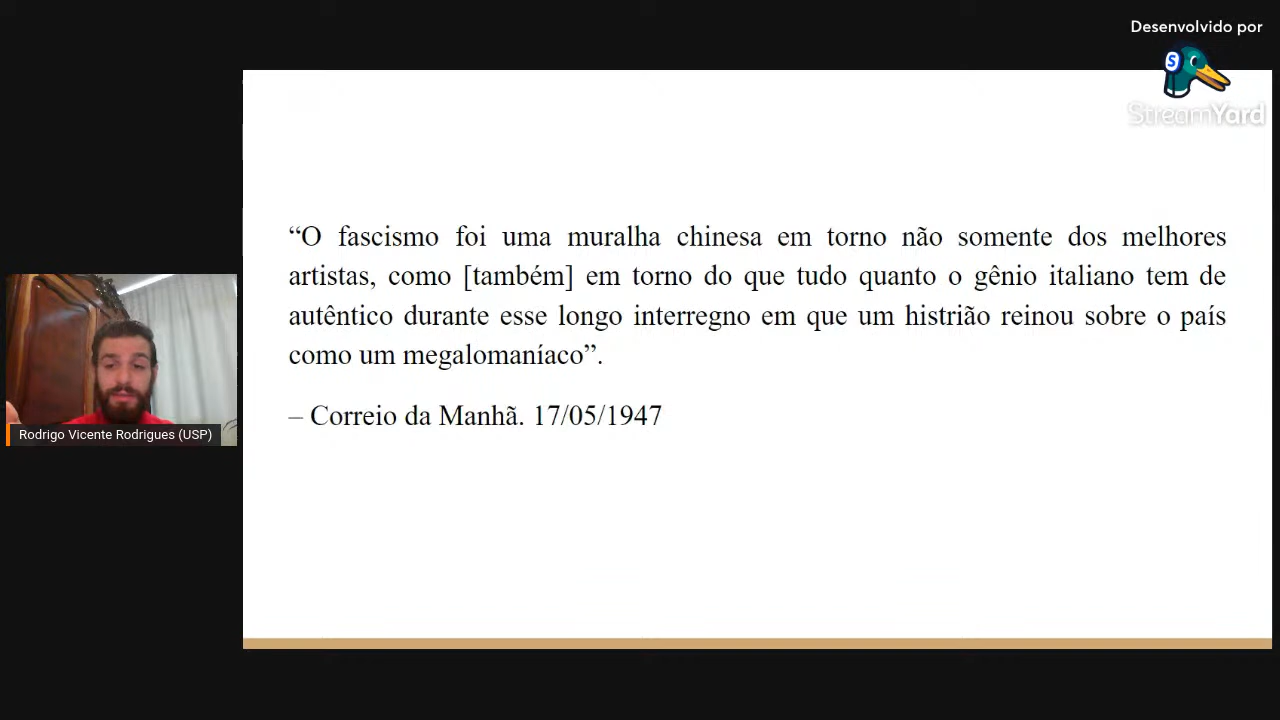 Desenvolvido por
StreamYard
“O fascismo foi uma muralha chinesa em torno não somente dos melhores
artistas, como [também] em torno do que tudo quanto o gênio italiano tem de
autêntico durante esse longo interregno em que um histrião reinou sobre o país
como um megalomaníaco”.
– Correio da Manhã. 17/05/1947
Rodrigo Vicente Rodrigues (USP)